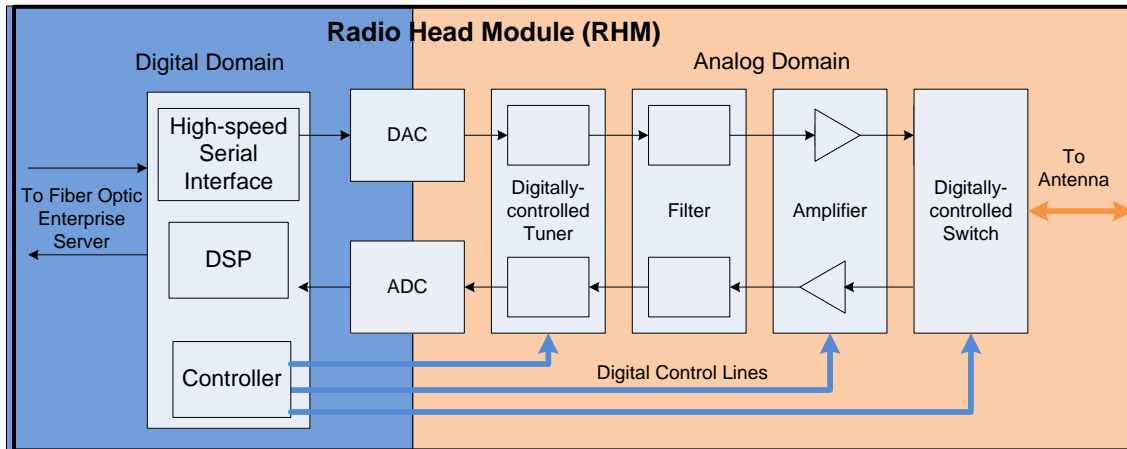 Radio Head Module (RHM)
Digital Domain
Analog Domain
High-speed
Serial
Interface
DAC
To Fiber Optic
Enterprise
Server
DSP
ADC
Controller
Digitally-
controlled
Tuner
Filter
Amplifier
Digitally-
controlled
Switch
To
Antenna
Digital Control Lines